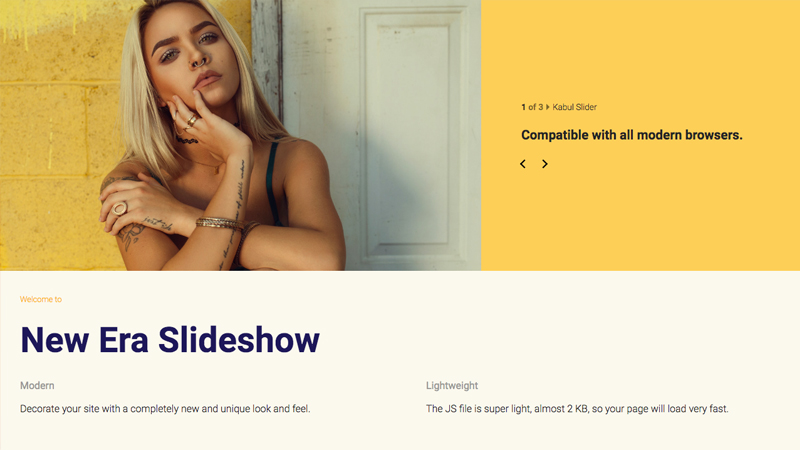 1 of 3 Kabul Slider
Compatible with all modern browsers.
Welcome to
New Era Slideshow
Modern
Lightweight
Decorate your site with a completely new and unique look and feel.
The JS file is super light, almost 2 KB, so your page will load very fast.